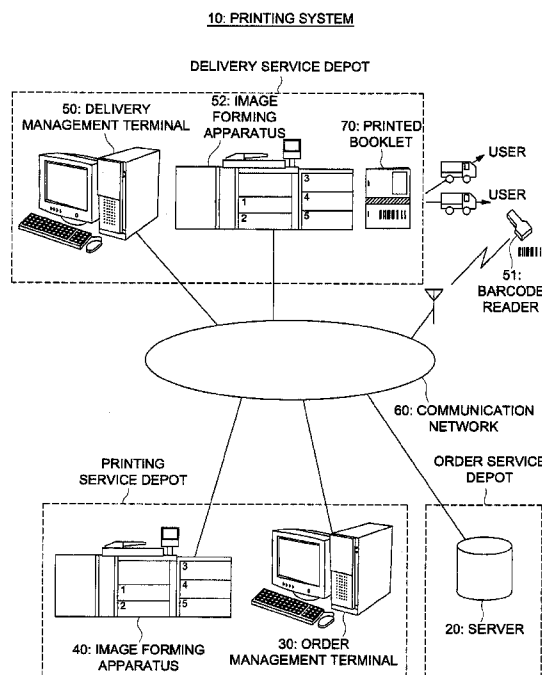 10: PRINTING SYSTEM
DELIVERY SERVICE DEPOT
50: DELIVERY
MANAGEMENT TERMINAL
52: IMAGE
FORMING
APPARATUS
70: PRINTED
BOOKLET
USER
USER
3
1
4
2
5
51:
BARCODE
READER
60: COMMUNICATION
NETWORK
PRINTING
SERVICE DEPOT
ORDER SERVICE
DEPOT
3
1
4
2
5
40: IMAGE FORMING
APPARATUS
30: ORDER
MANAGEMENT TERMINAL
20: SERVER